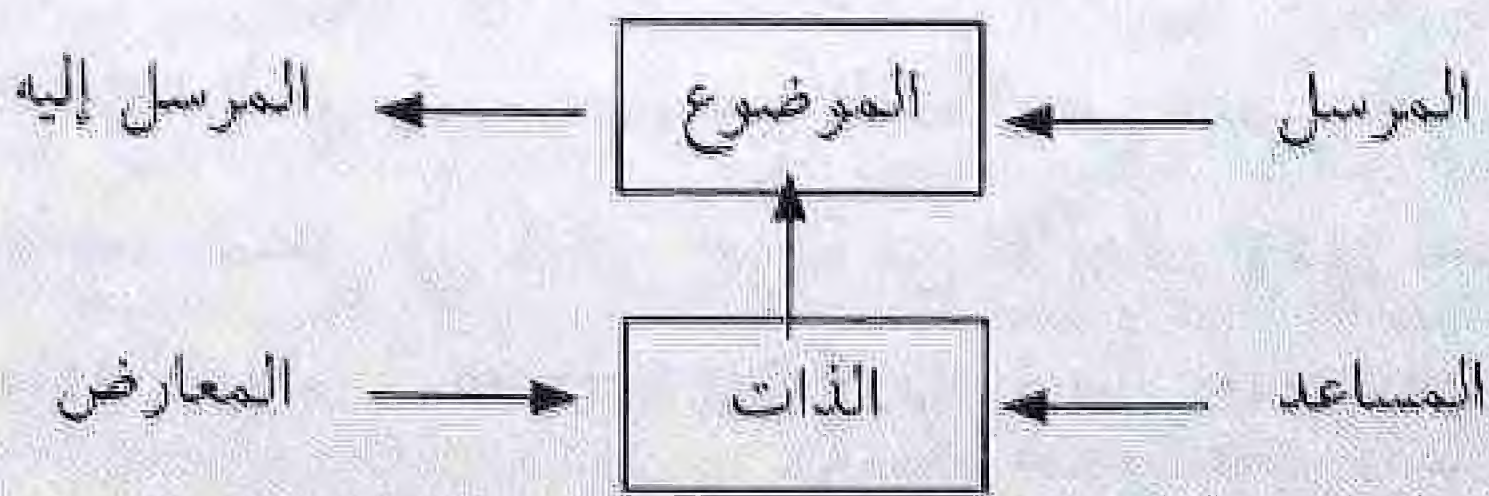 المرسل الموضوع المرسل إليه
المساعد الذات المعارض